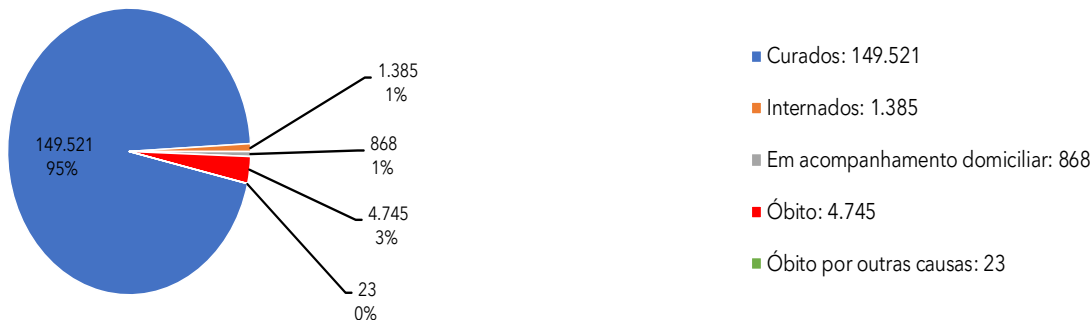 149.521
95%
1.385
1%
868
1%
4.745
3%
23
0%
Curados: 149.521
Internados: 1.385
Em acompanhamento domiciliar: 868
Óbito: 4.745
Óbito por outras causas: 23